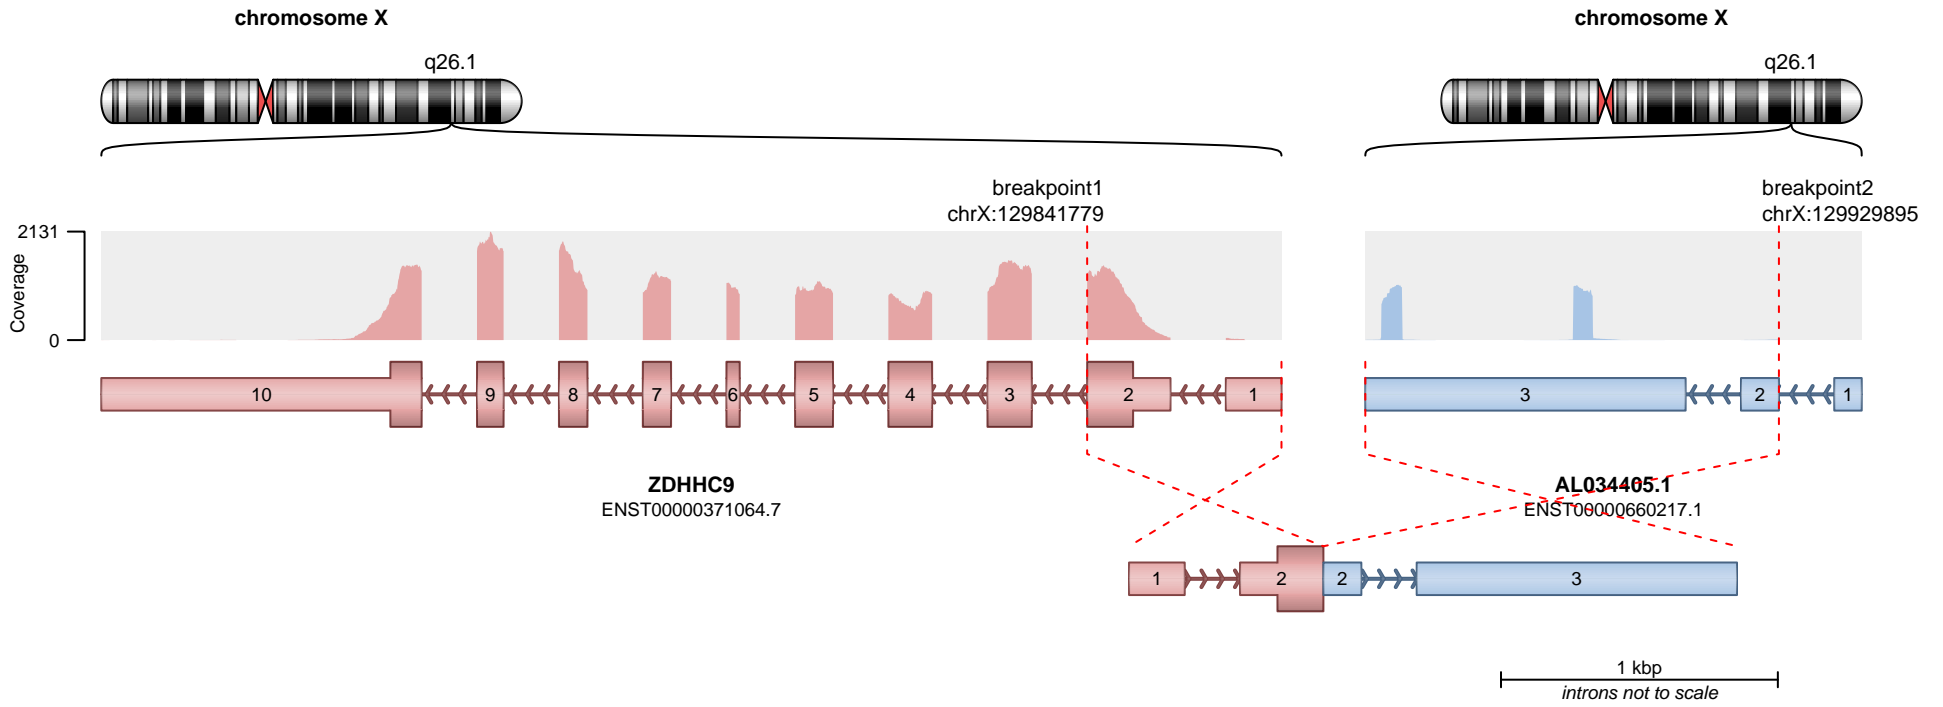 chromosome X
chromosome X
q26.1
q26.1
breakpoint1
chrX:129841779
breakpoint2
chrX:129929895
2131
Coverage
0
10
9
8
7
6
5
4
3
2
1
3
2
1
ZDHHC9
ENST00000371064.7
AL034405.1
ENST00000660217.1
1
2
2
3
1 kbp
introns not to scale